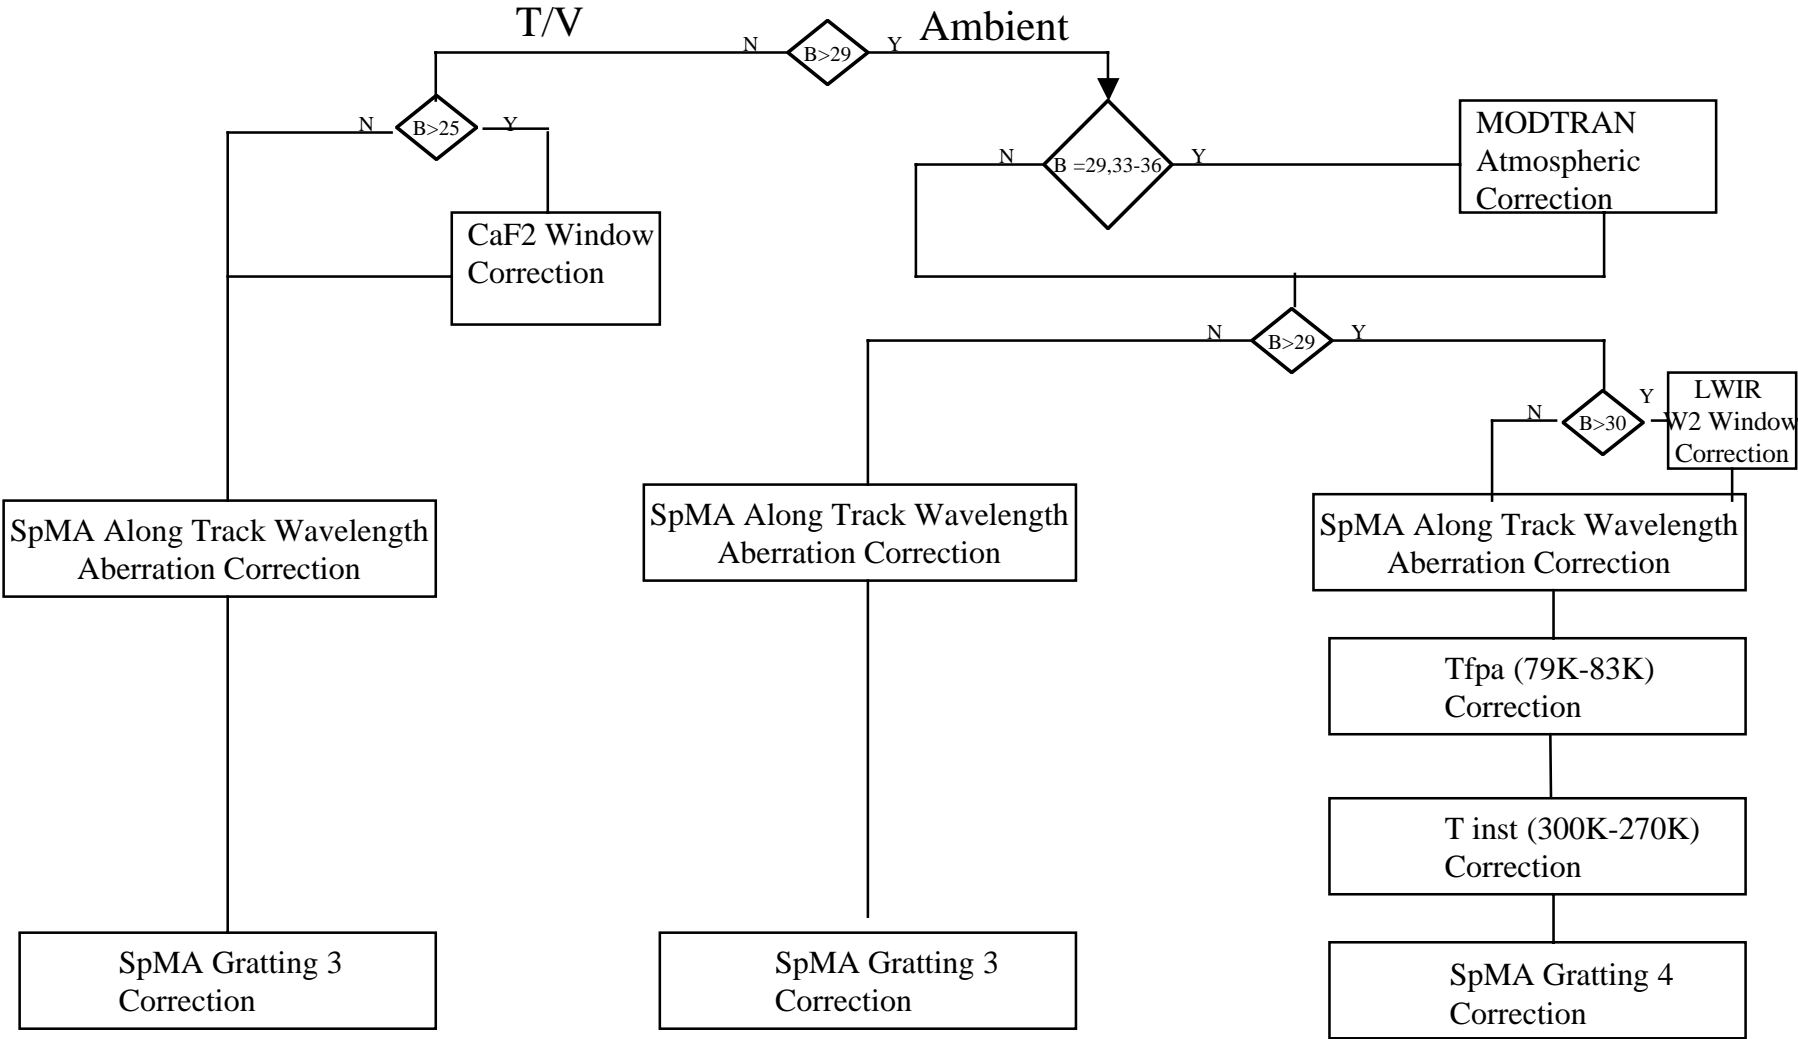 T/V
Ambient
N
B>29
Y
N
B>25
Y
CaF2 Window
Correction
N
B =29,33-36
Y
MODTRAN
Atmospheric
Correction
N
B>29
Y
N
B>30
Y
LWIR
W2 Window
Correction
SpMA Along Track Wavelength
Aberration Correction
SpMA Along Track Wavelength
Aberration Correction
SpMA Along Track Wavelength
Aberration Correction
Tfpa (79K-83K)
Correction
T inst (300K-270K)
Correction
SpMA Gratting 3
Correction
SpMA Gratting 3
Correction
SpMA Gratting 4
Correction